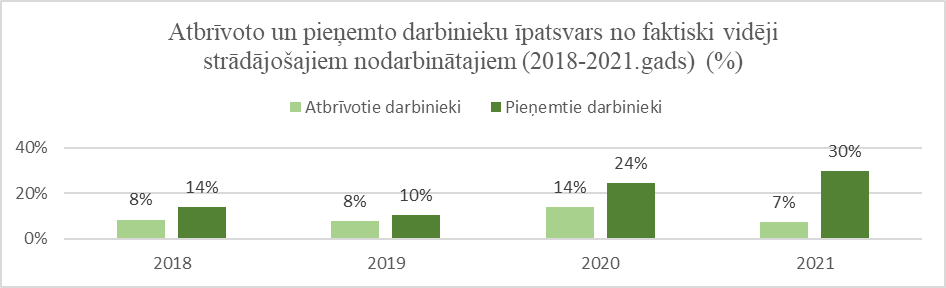 Atbrīvoto un pieņemto darbinieku īpatsvars no faktiski vidēji
strādājošajiem nodarbinātajiem (2018-2021.gads) (%)
Atbrīvotie darbinieki Pieņemtie darbinieki
40%
20%
0%
8% 14% 8% 10% 14% 24% 7% 30%
2018 2019 2020 2021